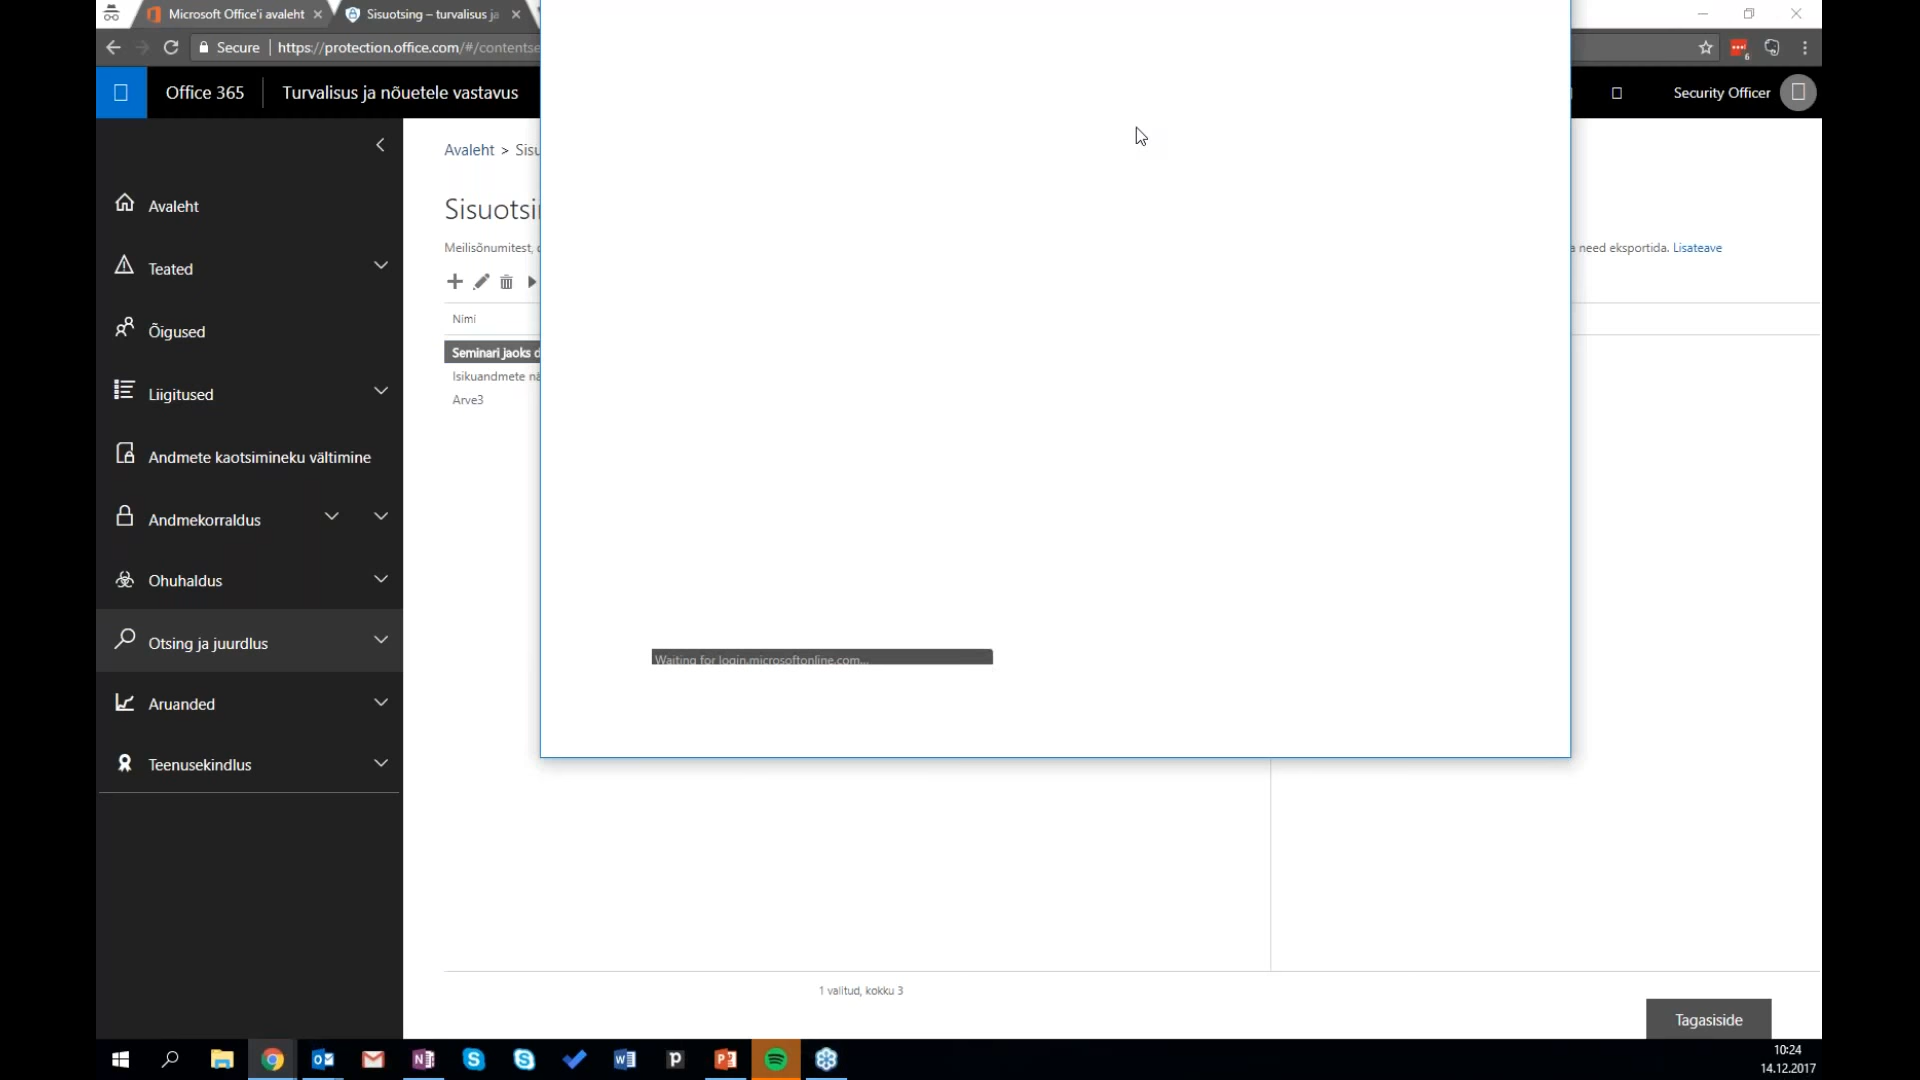 Microsoft Office'i avaleht
Sisuotsing – turvalisus ja
Secure
https://protection.office.com/#/contentse
6
Office 365
Turvalisus ja nõuetele vastavus
Security Officer
Avaleht
Teated
Õigused
Liigitused
Andmete kaotsimineku vältimine
Andmekorraldus
Ohuhaldus
Otsing ja juurdlus
Aruanded
Teenusekindlus
Avaleht > Sisu
Sisuotsi
Meilisõnumitest,
need eksportida. Lisateave
Nimi
Seminari jaoks
Isikuandmete
Arve3
Waiting for login.microsoftonline.com...
1 valitud, kokku 3
Tagasiside
10:24
14.12.2017